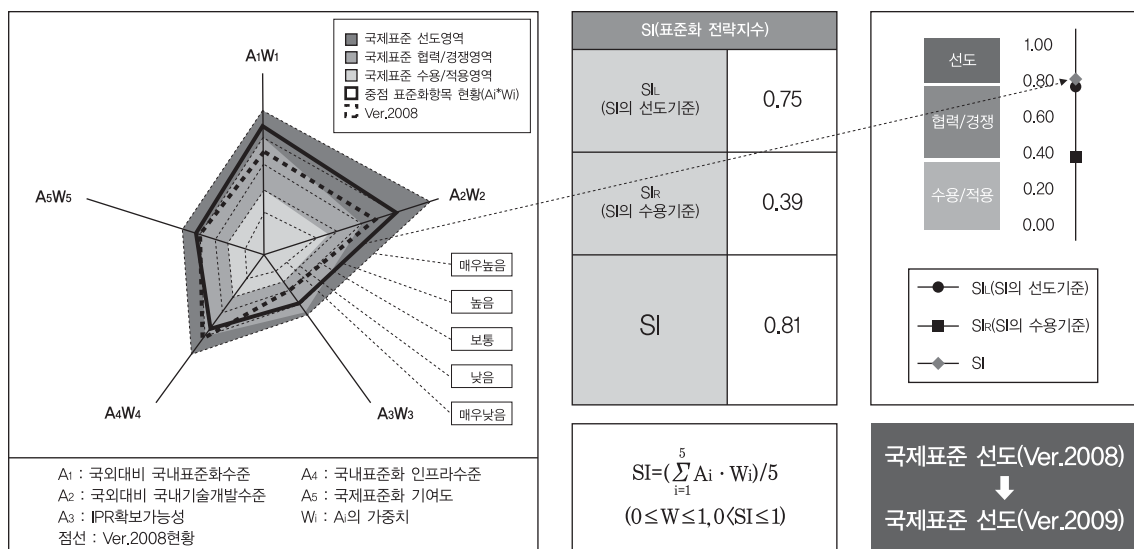 국제표준 선도영역
국제표준 협력/경쟁영역
국제표준 수용/적용영역
중점 표준화항목 현황(Ai*Wi)
Ver.2008
A1W1
A2W2
A3W3
A4W4
A5W5
매우높음
높음
보통
낮음
매우낮음
A1 : 국외대비 국내표준화수준
A2 : 국외대비 국내기술개발수준
A3 : IPR확보가능성
점선 : Ver.2008현황
A4 : 국내표준화 인프라수준
A5 : 국제표준화 기여도
Wi : Ai의 가중치
SI(표준화 전략지수)
SIL
(SI의 선도기준)
0.75
SIR
(SI의 수용기준)
0.39
SI
0.81
SI=(∑Ai · Wi)/5
5
i=1
(0≤W≤1, 0<SI≤1)
선도
협력/경쟁
수용/적용
1.00
0.80
0.60
0.40
0.20
0.00
SIL(SI의 선도기준)
SIR(SI의 수용기준)
SI
국제표준 선도(Ver.2008)
국제표준 선도(Ver.2009)